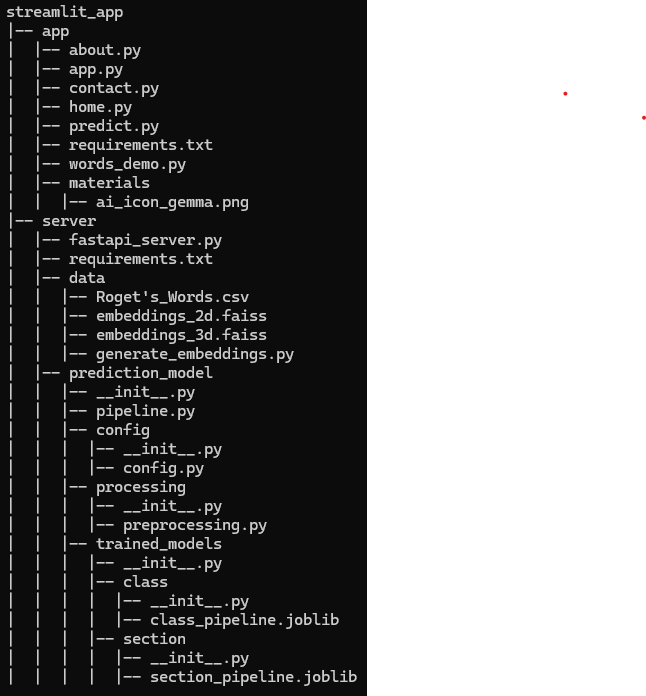 streamlit_app
|-- app
|  |-- about.py
|  |-- app.py
|  |-- contact.py
|  |-- home.py
|  |-- predict.py
|  |-- requirements.txt
|  |-- words_demo.py
|  |-- materials
|  |  |-- ai_icon_gemma.png
|-- server
|  |-- fastapi_server.py
|  |-- requirements.txt
|  |-- data
|  |  |-- Roget's_Words.csv
|  |  |-- embeddings_2d.faiss
|  |  |-- embeddings_3d.faiss
|  |  |-- generate_embeddings.py
|  |-- prediction_model
|  |  |-- __init__.py
|  |  |-- pipeline.py
|  |  |-- config
|  |  |  |-- __init__.py
|  |  |  |-- config.py
|  |  |-- processing
|  |  |  |-- __init__.py
|  |  |  |-- preprocessing.py
|  |  |-- trained_models
|  |  |  |-- __init__.py
|  |  |  |-- class
|  |  |  |  |-- __init__.py
|  |  |  |  |-- class_pipeline.joblib
|  |  |  |-- section
|  |  |  |  |-- __init__.py
|  |  |  |  |-- section_pipeline.joblib